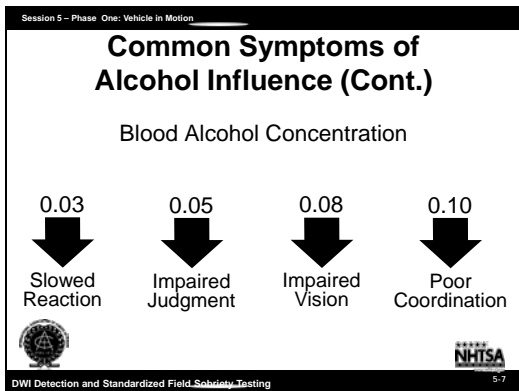 Session 5 – Phase One: Vehicle in Motion
Common Symptoms of
Alcohol Influence (Cont.)
Blood Alcohol Concentration
0.03 0.05 0.08 0.10
Slowed Impaired Impaired Poor
Reaction Judgment Vision Coordination
NHTSA
DWI Detection and Standardized Field Sobriety Testing 5-7